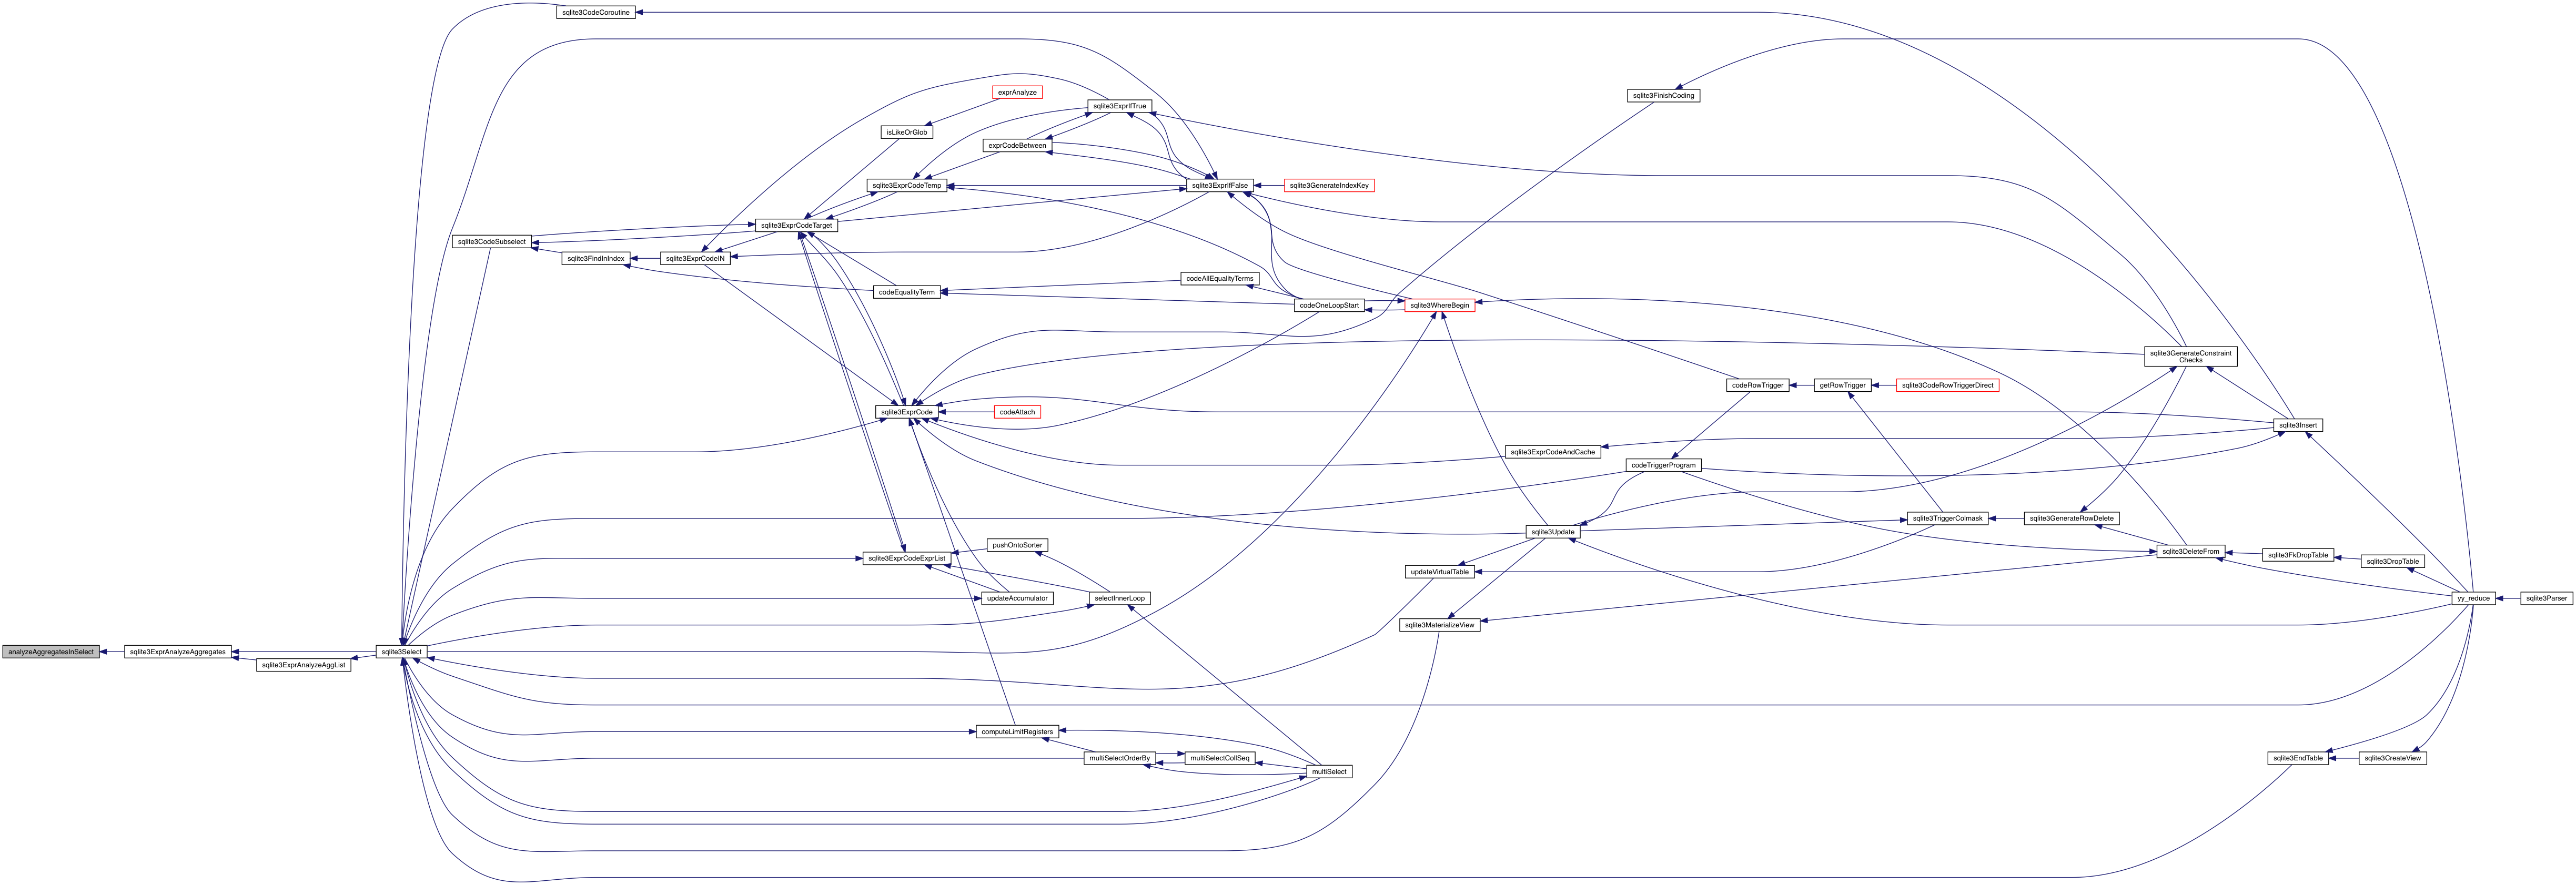 sqlite3CodeCoroutine
sqlite3FinishCoding
exprAnalyze
sqlite3ExprIfTrue
isLikeOrGlob
exprCodeBetween
sqlite3ExprCodeTemp
sqlite3ExprIfFalse
sqlite3GenerateIndexKey
sqlite3ExprCodeTarget
sqlite3CodeSubselect
sqlite3FindInIndex
sqlite3ExprCodeIN
codeAllEqualityTerms
codeEqualityTerm
codeOneLoopStart
sqlite3WhereBegin
sqlite3GenerateConstraint
Checks
codeRowTrigger
getRowTrigger
sqlite3CodeRowTriggerDirect
sqlite3ExprCode
codeAttach
sqlite3Insert
sqlite3ExprCodeAndCache
codeTriggerProgram
sqlite3TriggerColmask
sqlite3GenerateRowDelete
sqlite3Update
pushOntoSorter
sqlite3ExprCodeExprList
sqlite3DeleteFrom
sqlite3FkDropTable
sqlite3DropTable
updateVirtualTable
updateAccumulator
selectInnerLoop
yy_reduce
sqlite3Parser
sqlite3MaterializeView
analyzeAggregatesInSelect
sqlite3ExprAnalyzeAggregates
sqlite3ExprAnalyzeAggList
sqlite3Select
computeLimitRegisters
multiSelectOrderBy
multiSelectCollSeq
multiSelect
sqlite3EndTable
sqlite3CreateView